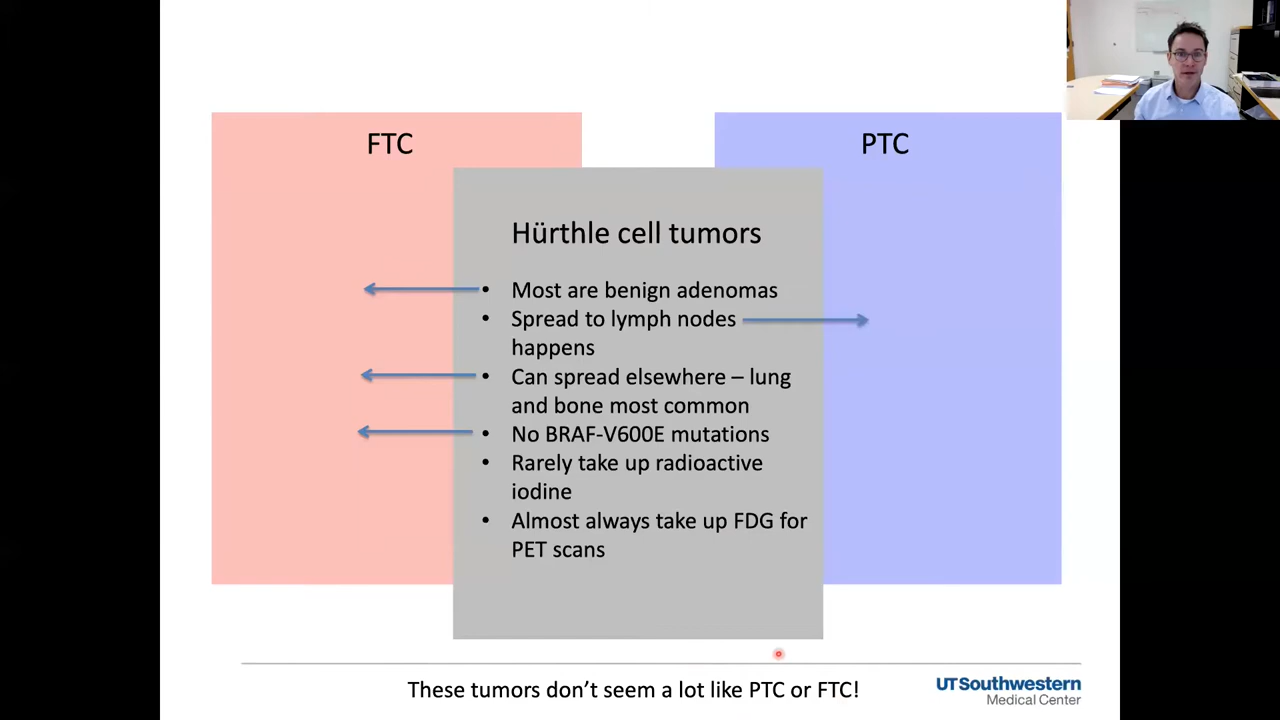 FTC
PTC
Hürthle cell tumors
• Most are benign adenomas
• Spread to lymph nodes
happens
• Can spread elsewhere – lung
and bone most common
• No BRAF-V600E mutations
• Rarely take up radioactive
iodine
• Almost always take up FDG for
PET scans
These tumors don't seem a lot like PTC or FTC!
UTSouthwestern
Medical Center